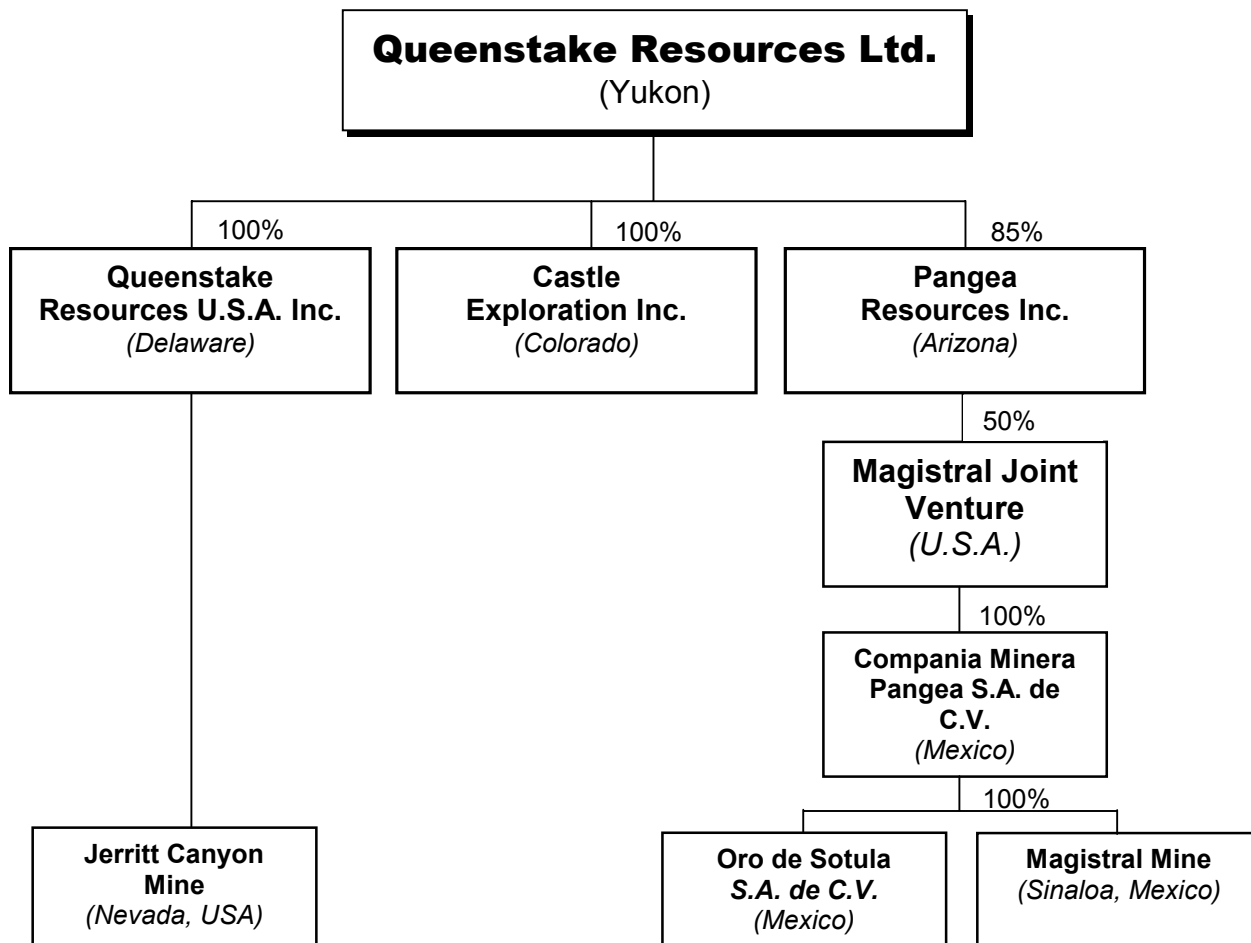 Queenstake Resources Ltd.
(Yukon)
100%
100%
85%
Queenstake
Resources U.S.A. Inc.
(Delaware)
Castle
Exploration Inc.
(Colorado)
Pangea
Resources Inc.
(Arizona)
50%
Magistral Joint
Venture
(U.S.A.)
100%
Compania Minera
Pangea S.A. de
C.V.
(Mexico)
100%
Jerritt Canyon
Mine
(Nevada, USA)
Oro de Sotula
S.A. de C.V.
(Mexico)
Magistral Mine
(Sinaloa, Mexico)